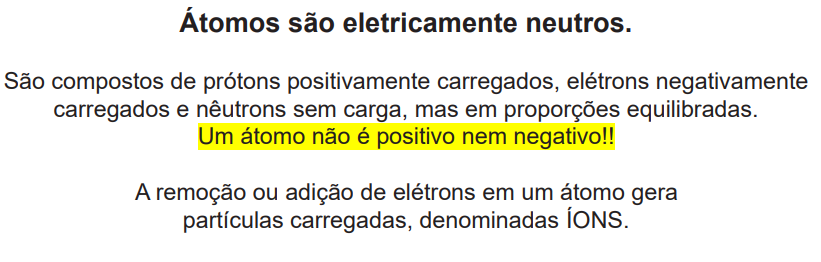 Átomos são eletricamente neutros.
São compostos de prótons positivamente carregados, elétrons negativamente
carregados e nêutrons sem carga, mas em proporções equilibradas.
Um átomo não é positivo nem negativo!!
A remoção ou adição de elétrons em um átomo gera
partículas carregadas, denominadas ÍONS.